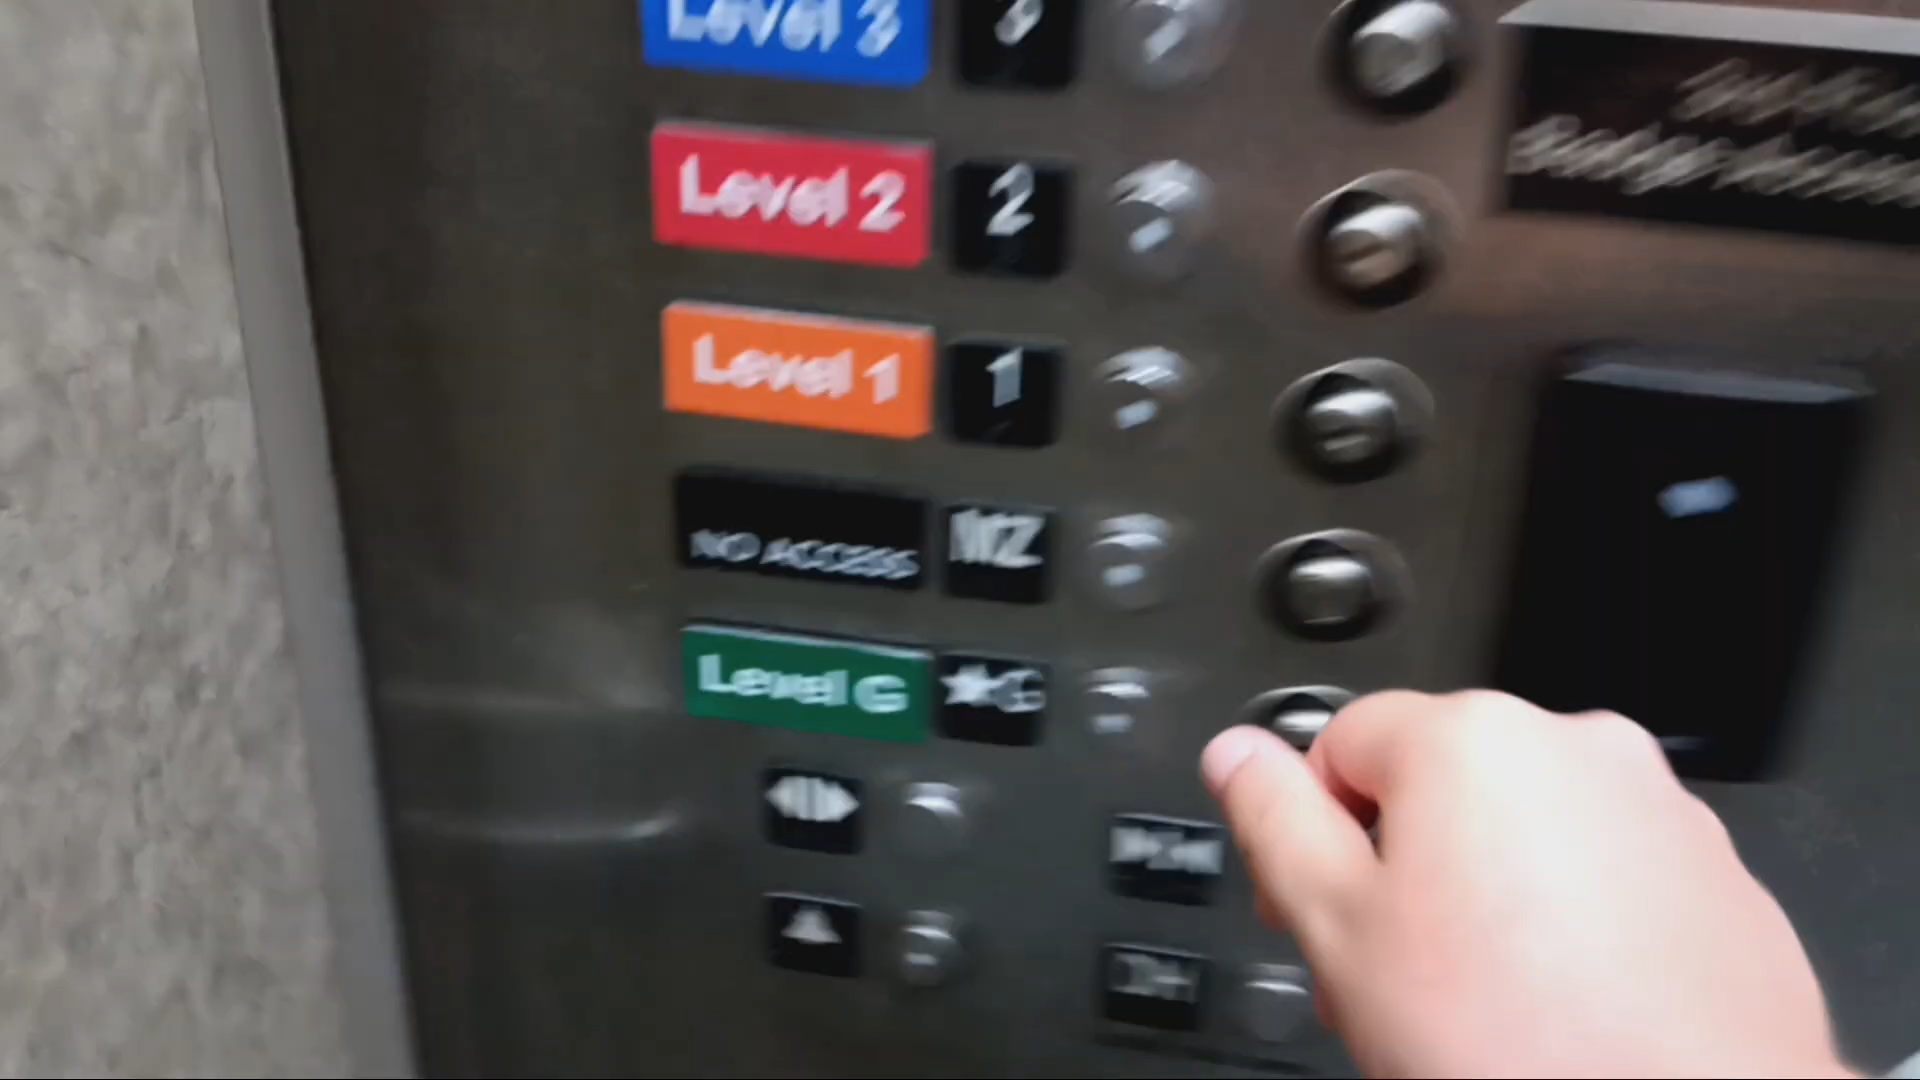 Level 3 3
Level 2 2
Level 1 1
NO ACCESS MZ
Level G ★G